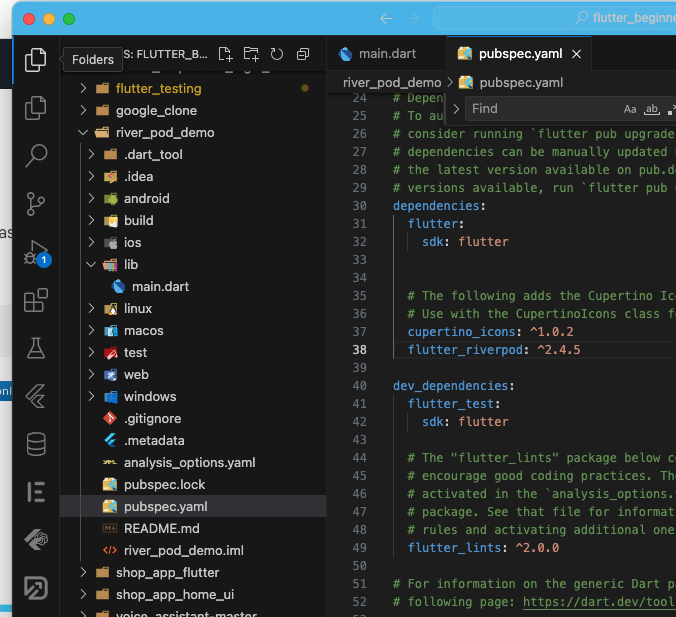 flutter_beginne
Folders
S: FLUTTER_B...
flutter_testing
google_clone
river_pod_demo
.dart_tool
.idea
android
build
ios
lib
main.dart
linux
macos
test
web
windows
.gitignore
.metadata
analysis_options.yaml
pubspec.lock
pubspec.yaml
README.md
river_pod_demo.iml
shop_app_flutter
shop_app_home_ui
voice_assistant-master
1
main.dart
pubspec.yaml
river_pod_demo > pubspec.yaml
Find
Aa
ab
24 # Depen
25 # To au
26 # consider running `flutter pub upgrade
27 # dependencies can be manually updated
28 # the latest version available on pub.d
29 # versions available, run `flutter pub
30 dependencies:
31 flutter:
32 sdk: flutter
33
34
35 # The following adds the Cupertino Ic
36 # Use with the CupertinoIcons class f
37 cupertino_icons: ^1.0.2
38 flutter_riverpod: ^2.4.5
39
40 dev_dependencies:
41 flutter_test:
42 sdk: flutter
43
44 # The "flutter_lints" package below c
45 # encourage good coding practices. Th
46 # activated in the `analysis_options.
47 # package. See that file for informat
48 # rules and activating additional one
49 flutter_lints: ^2.0.0
50
51 # For information on the generic Dart p
52 # following page: https://dart.dev/tool